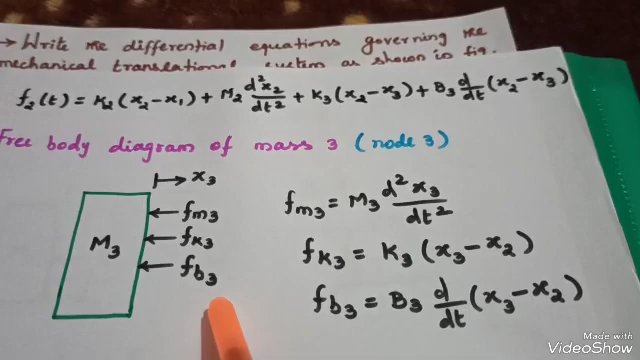 → Write the differential equations governing the
mechanical translational system as shown in fig.
f₂(t) = K₂(x₂-x₁) + M₂ d²x₂/dt² + K₃(x₂-x₃) + B₃ d/dt (x₂-x₃)
Free body diagram of mass 3 (node 3)
x₃
fm₃
fk₃
fb₃
M₃
fm₃ = M₃ d²x₃/dt²
fk₃ = K₃ (x₃-x₂)
fb₃ = B₃ d/dt (x₃-x₂)
Made with
VideoShow